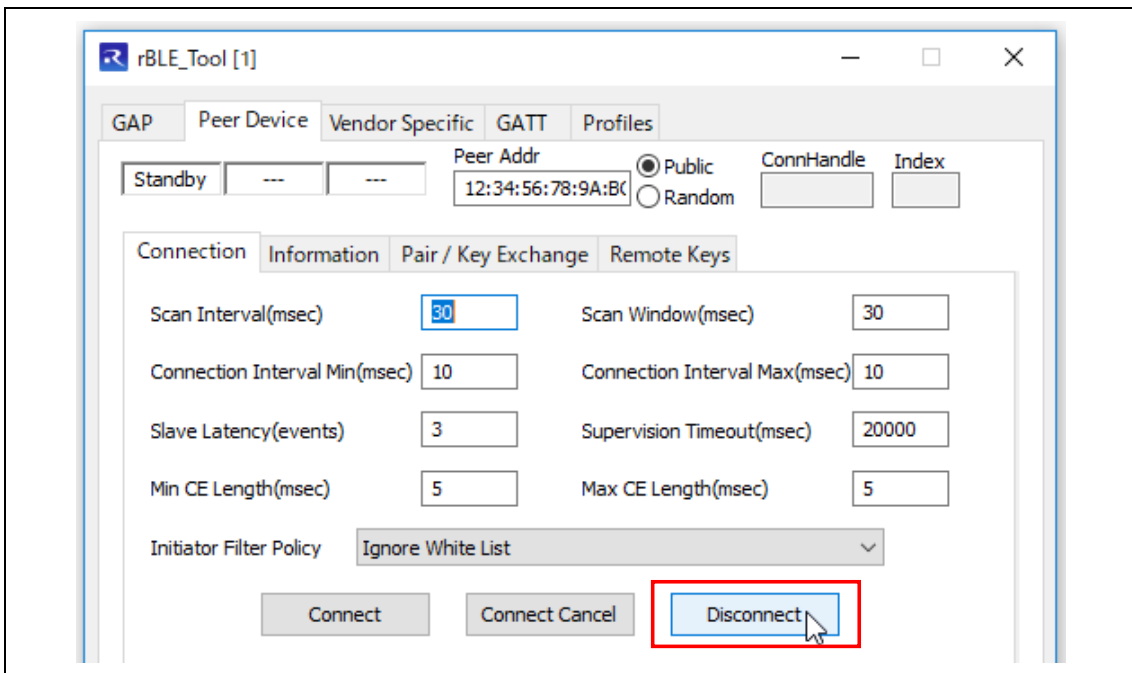 rBLE_Tool [1]
GAP Peer Device Vendor Specific GATT Profiles
Standby --- --- Peer Addr 12:34:56:78:9A:B( Public Random ConnHandle Index
Connection Information Pair / Key Exchange Remote Keys
Scan Interval(msec) 30 Scan Window(msec) 30
Connection Interval Min(msec) 10 Connection Interval Max(msec) 10
Slave Latency(events) 3 Supervision Timeout(msec) 20000
Min CE Length(msec) 5 Max CE Length(msec) 5
Initiator Filter Policy Ignore White List
Connect Connect Cancel Disconnect